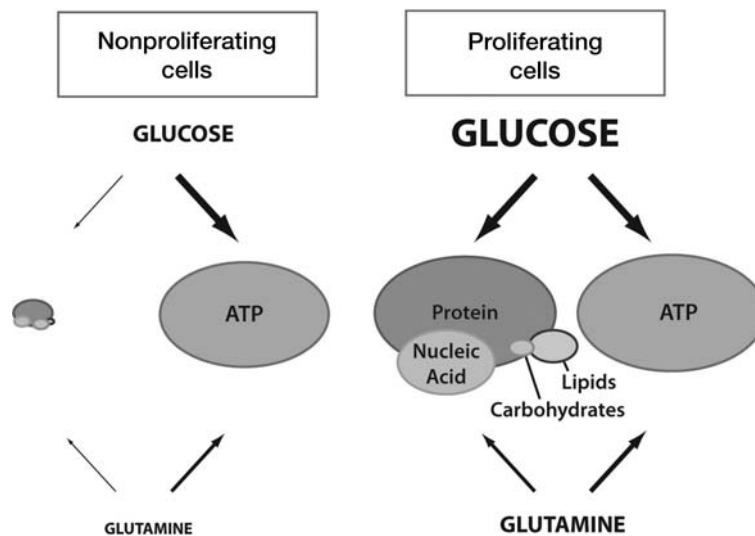 Nonproliferating
cells
Proliferating
cells
GLUCOSE
GLUCOSE
ATP
Protein
Nucleic
Acid
Lipids
Carbohydrates
ATP
GLUTAMINE
GLUTAMINE